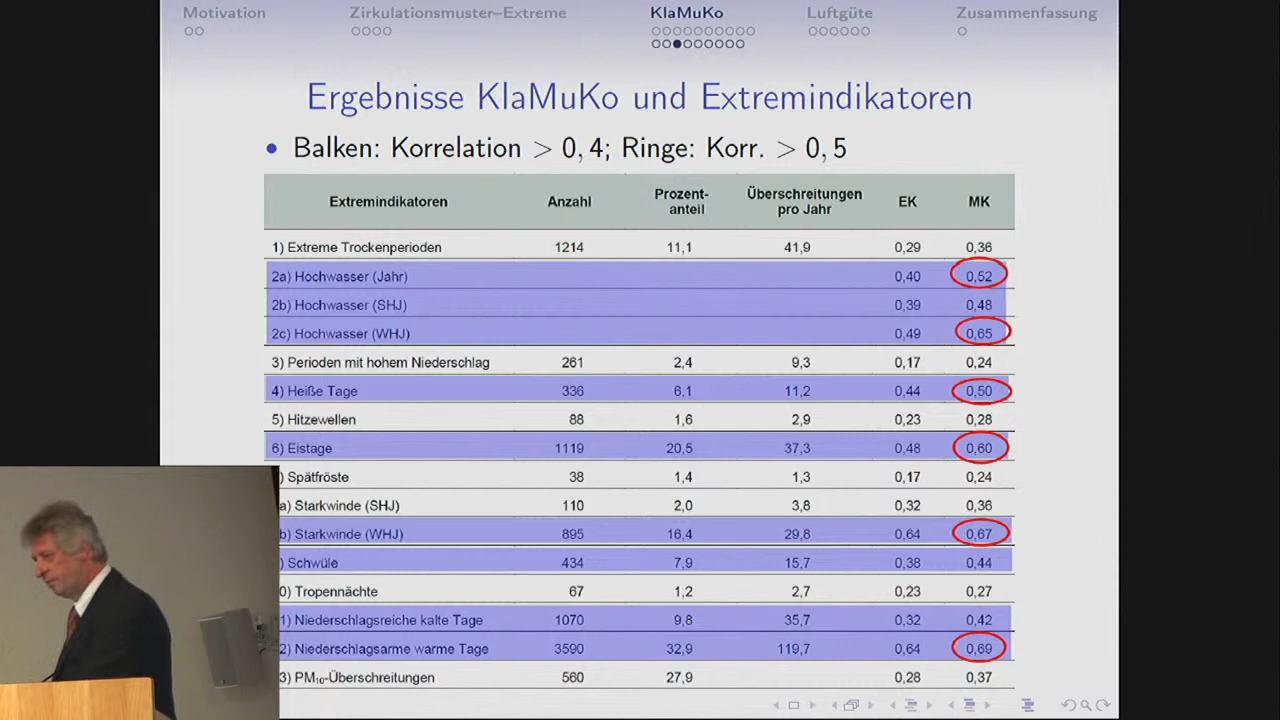 Motivation Zirkulationsmuster–Extreme KlaMuKo Luftgüte Zusammenfassung
Ergebnisse KlaMuKo und Extremindikatoren
Balken: Korrelation > 0, 4; Ringe: Korr. > 0, 5
Extremindikatoren Anzahl Prozent-anteil Überschreitungen pro Jahr EK MK
1) Extreme Trockenperioden 1214 11,1 41,9 0,29 0,36
2a) Hochwasser (Jahr) 0,40 0,52
2b) Hochwasser (SHJ) 0,39 0,48
2c) Hochwasser (WHJ) 0,49 0,65
3) Perioden mit hohem Niederschlag 261 2,4 9,3 0,17 0,24
4) Heiße Tage 336 6,1 11,2 0,44 0,50
5) Hitzewellen 88 1,6 2,9 0,23 0,28
6) Eistage 1119 20,5 37,3 0,48 0,60
) Spätfröste 38 1,4 1,3 0,17 0,24
a) Starkwinde (SHJ) 110 2,0 3,8 0,32 0,36
b) Starkwinde (WHJ) 895 16,4 29,8 0,64 0,67
Schwüle 434 7,9 15,7 0,38 0,44
0) Tropennächte 67 1,2 2,7 0,23 0,27
1) Niederschlagsreiche kalte Tage 1070 9,8 35,7 0,32 0,42
2) Niederschlagsarme warme Tage 3590 32,9 119,7 0,64 0,69
3) PM₁₀-Überschreitungen 560 27,9 0,28 0,37